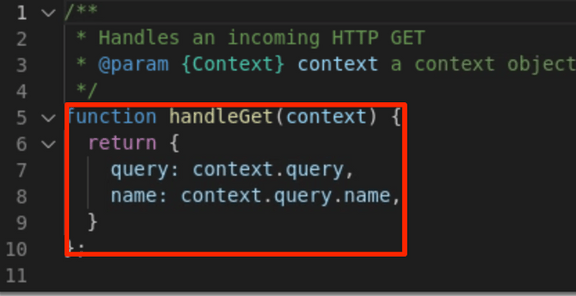 1 /**
2 * Handles an incoming HTTP GET
3 * @param {Context} context a context object
4 */
5 function handleGet(context) {
6 return {
7 query: context.query,
8 name: context.query.name,
9 }
10 };
11